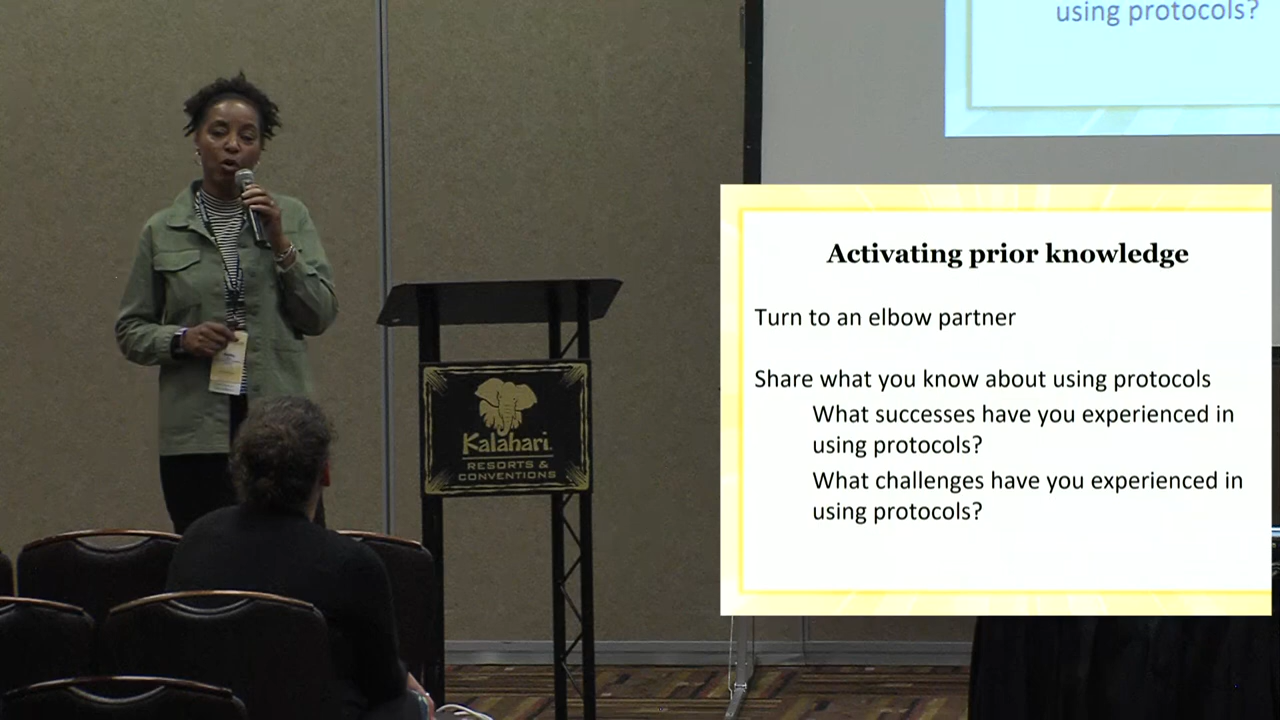 using protocols?
Activating prior knowledge
Turn to an elbow partner
Share what you know about using protocols
What successes have you experienced in
using protocols?
What challenges have you experienced in
using protocols?
Kalahari
RESORTS &
CONVENTIONS